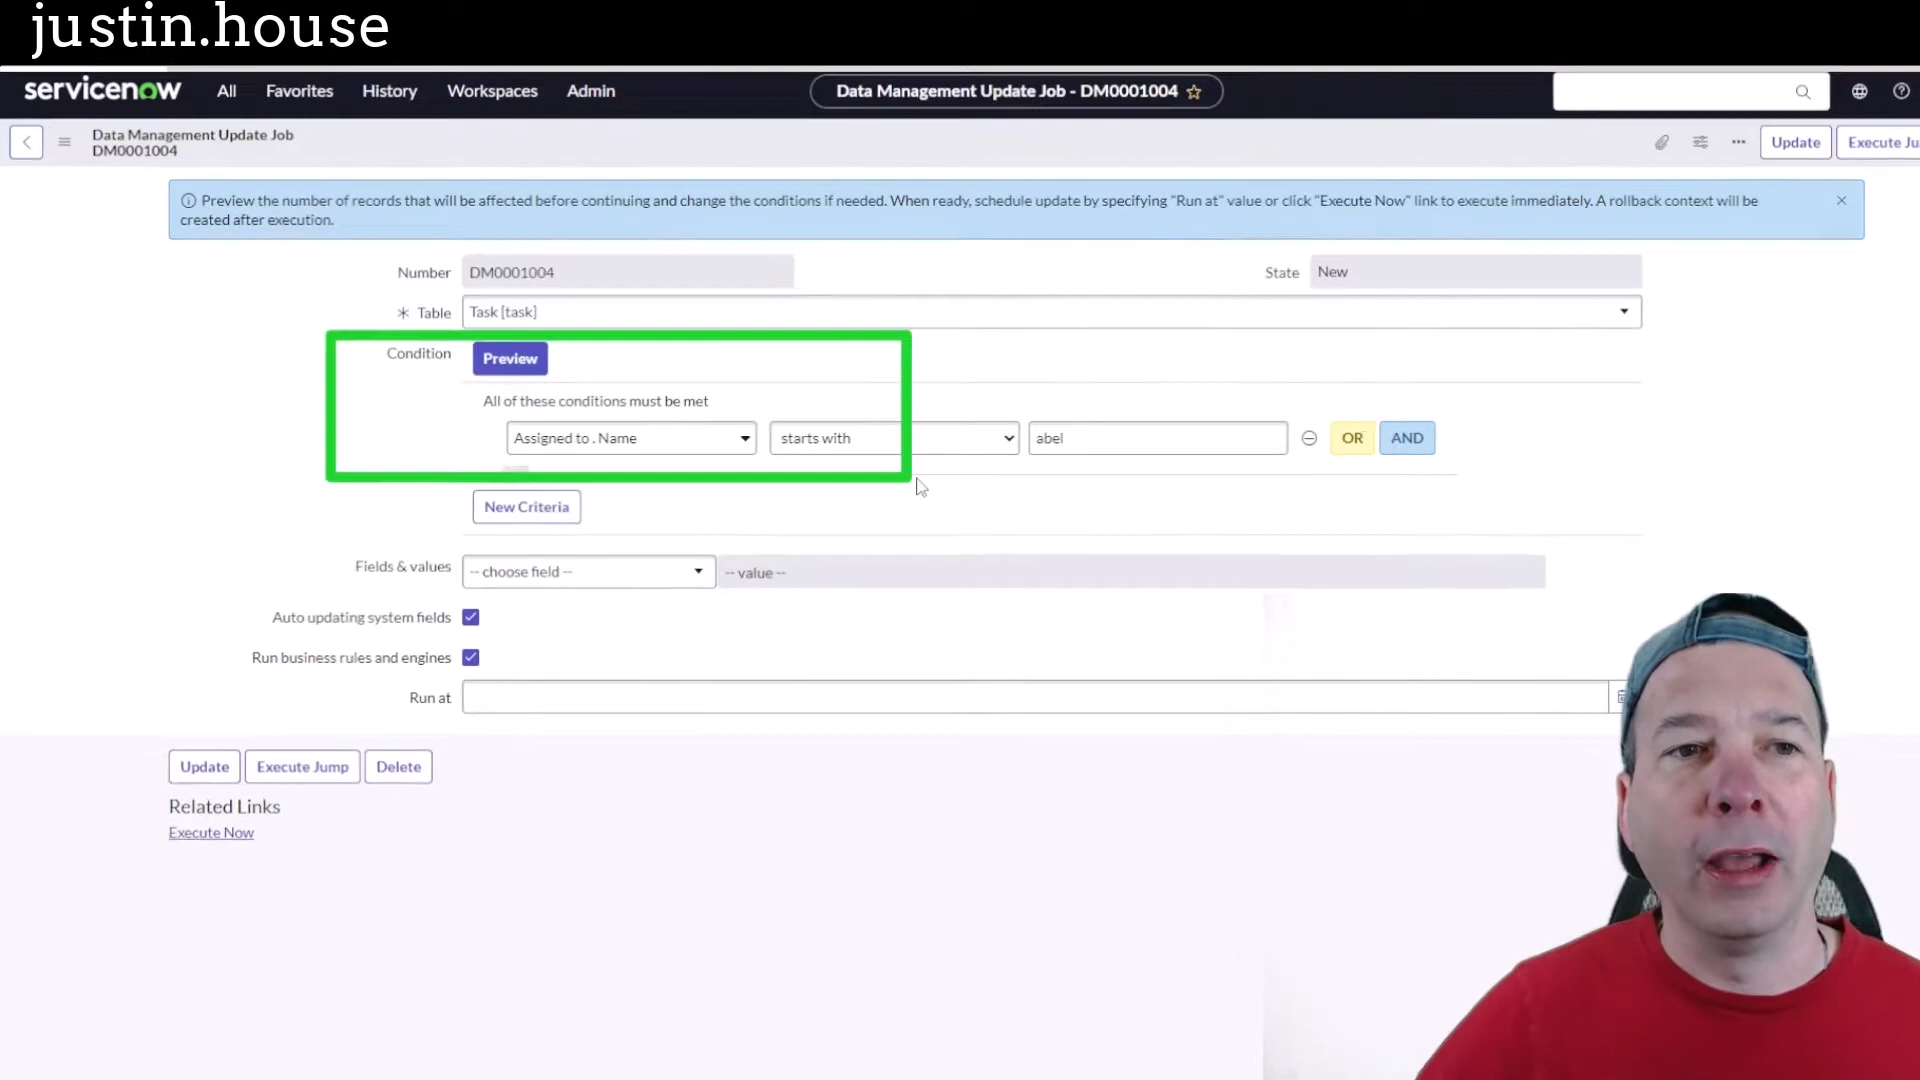 justin.house
servicenow All Favorites History Workspaces Admin Data Management Update Job - DM0001004
Data Management Update Job
DM0001004
Update Execute Ju
Preview the number of records that will be affected before continuing and change the conditions if needed. When ready, schedule update by specifying "Run at" value or click "Execute Now" link to execute immediately. A rollback context will be
created after execution.
Number DM0001004 State New
* Table Task [task]
Condition Preview
All of these conditions must be met
Assigned to . Name starts with abel OR AND
New Criteria
Fields & values -- choose field -- -- value --
Auto updating system fields
Run business rules and engines
Run at
Update Execute Jump Delete
Related Links
Execute Now